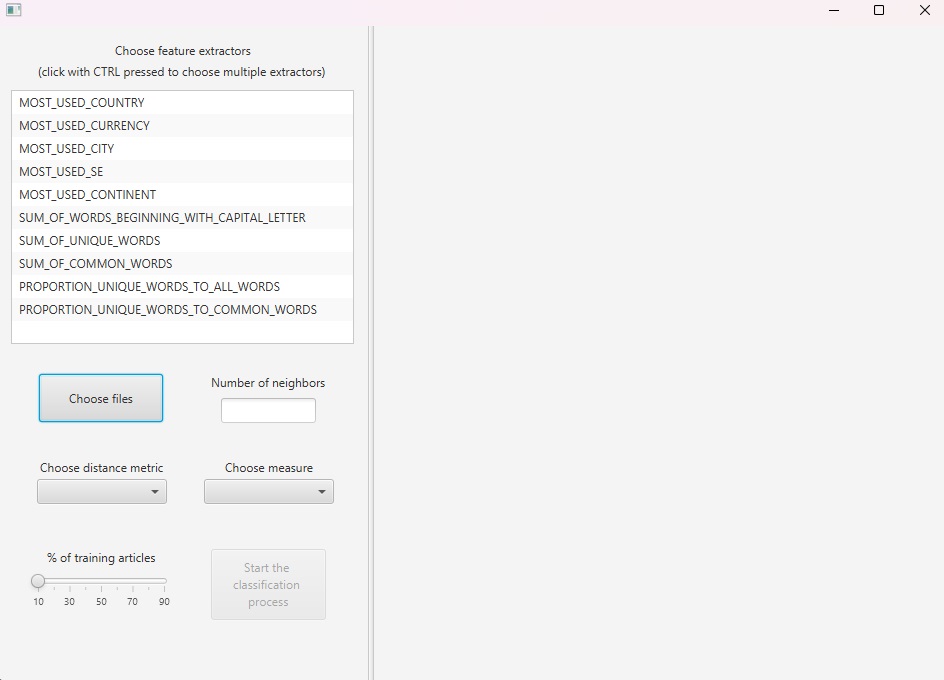 Choose feature extractors
(click with CTRL pressed to choose multiple extractors)
MOST_USED_COUNTRY
MOST_USED_CURRENCY
MOST_USED_CITY
MOST_USED_SE
MOST_USED_CONTINENT
SUM_OF_WORDS_BEGINNING_WITH_CAPITAL_LETTER
SUM_OF_UNIQUE_WORDS
SUM_OF_COMMON_WORDS
PROPORTION_UNIQUE_WORDS_TO_ALL_WORDS
PROPORTION_UNIQUE_WORDS_TO_COMMON_WORDS
Choose files
Number of neighbors
Choose distance metric
Choose measure
% of training articles
10 30 50 70 90
Start the
classification
process